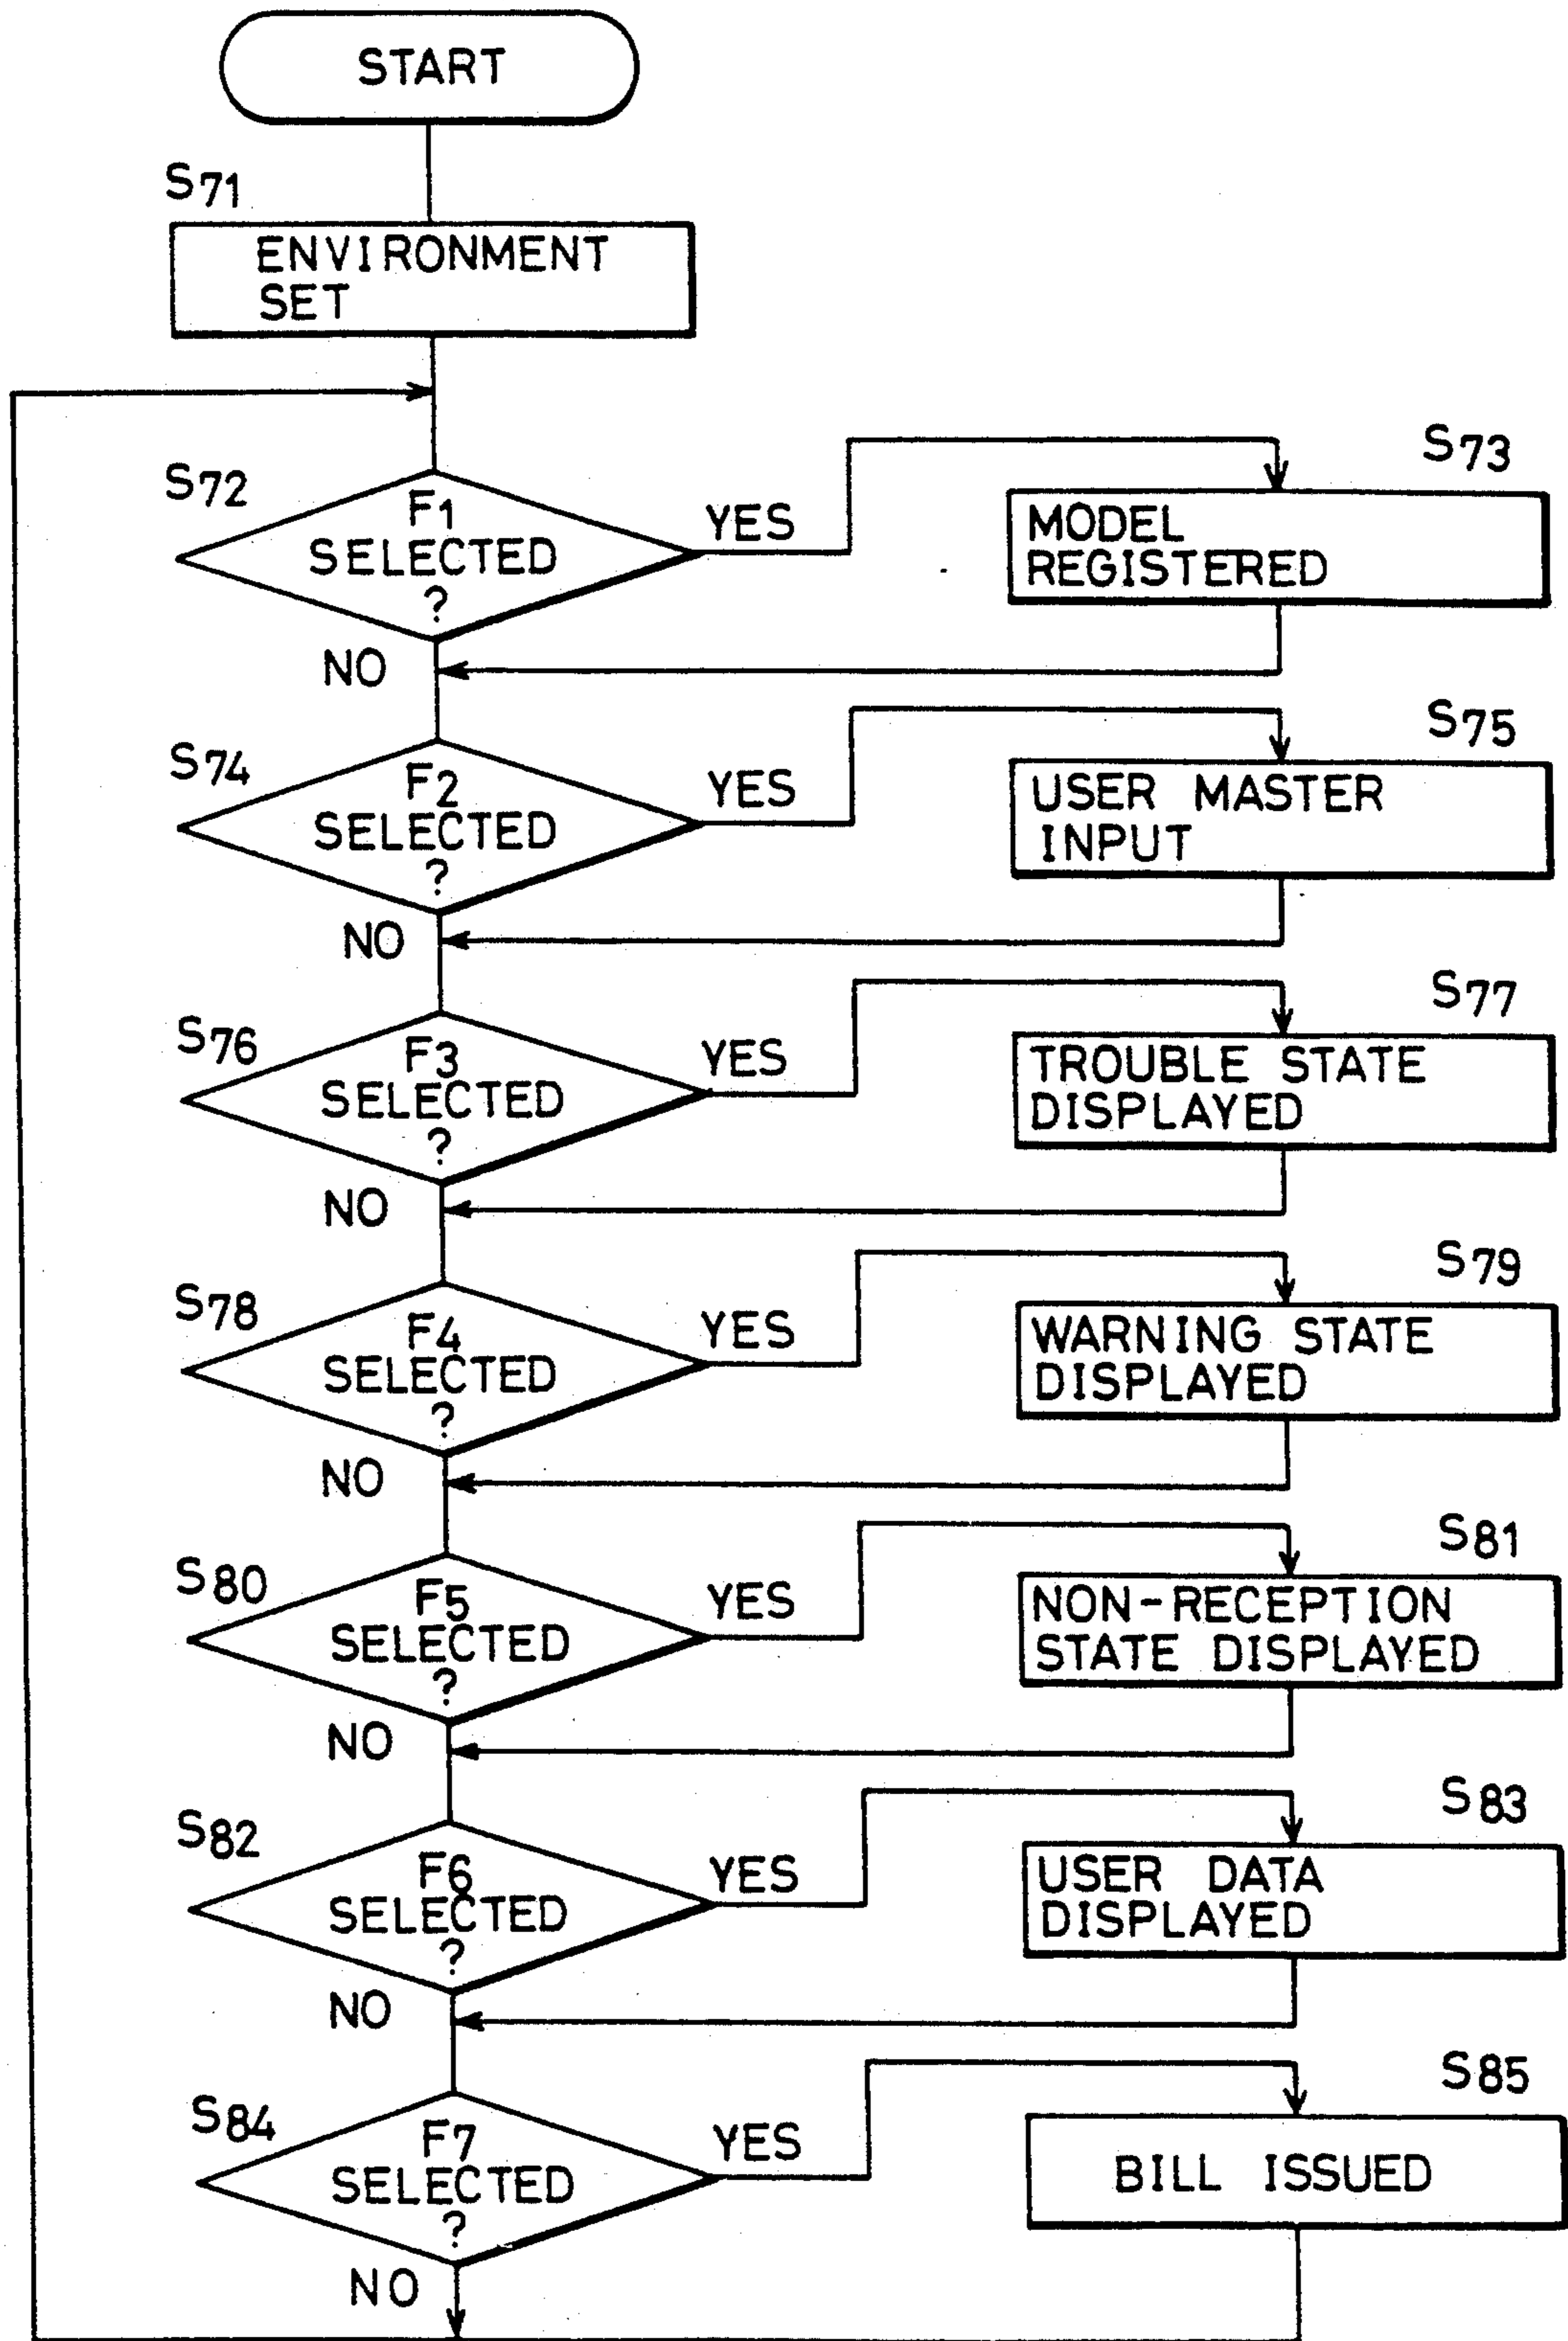 START
S71
ENVIRONMENT
SET
S72
F1
SELECTED
?
YES
S73
MODEL
REGISTERED
NO
S74
F2
SELECTED
?
YES
S75
USER MASTER
INPUT
NO
S76
F3
SELECTED
?
YES
S77
TROUBLE STATE
DISPLAYED
NO
S78
F4
SELECTED
?
YES
S79
WARNING STATE
DISPLAYED
NO
S80
F5
SELECTED
?
YES
S81
NON-RECEPTION
STATE DISPLAYED
NO
S82
F6
SELECTED
?
YES
S83
USER DATA
DISPLAYED
NO
S84
F7
SELECTED
?
YES
S85
BILL ISSUED
NO